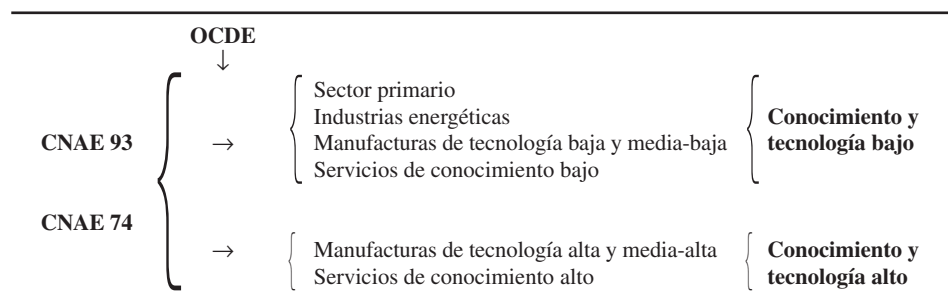 OCDE
↓
Sector primario
Industrias energéticas
Conocimiento y
CNAE 93 → Manufacturas de tecnología baja y media-baja tecnología bajo
Servicios de conocimiento bajo
CNAE 74
→ Manufacturas de tecnología alta y media-alta Conocimiento y
Servicios de conocimiento alto tecnología alto